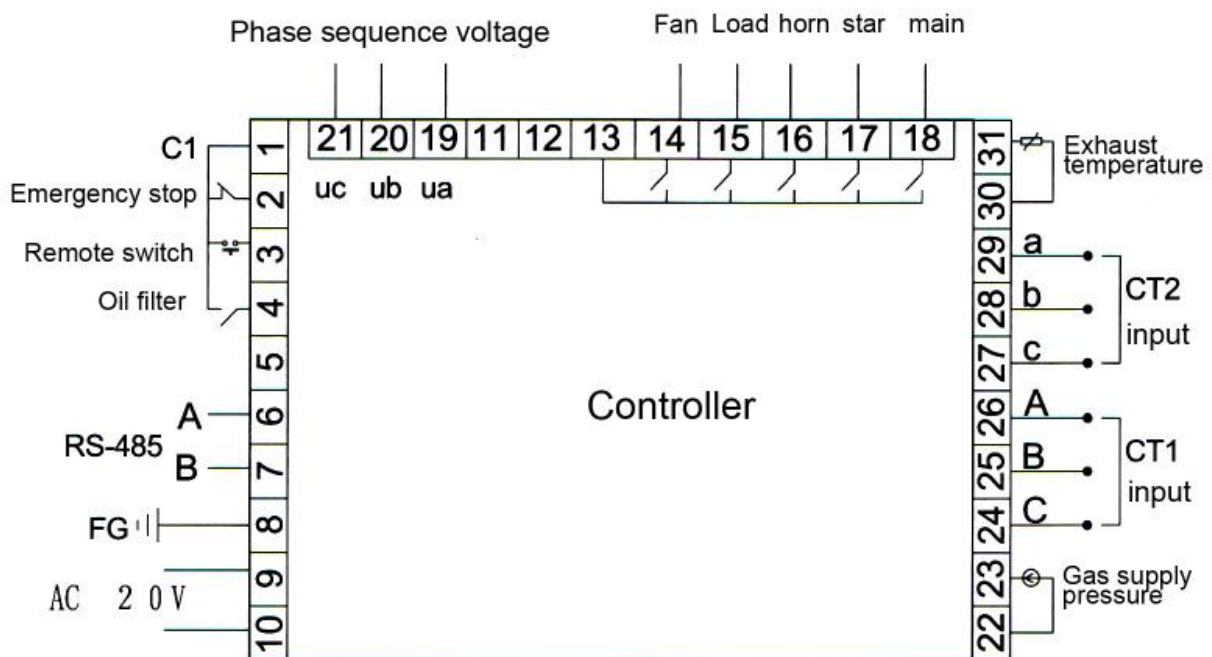 Phase sequence voltage
Fan Load horn star main
21 20 19 11 12 13 14 15 16 17 18
uc ub ua
C1 1
Emergency stop 2
Remote switch 3
Oil filter 4
5
A 6
RS-485
B 7
FG 8
9
AC 2 0V
10
Controller
31 Exhaust
temperature
30
29 a
28 b CT2
input
27 c
26 A
25 B CT1
input
24 C
23 Gas supply
pressure
22